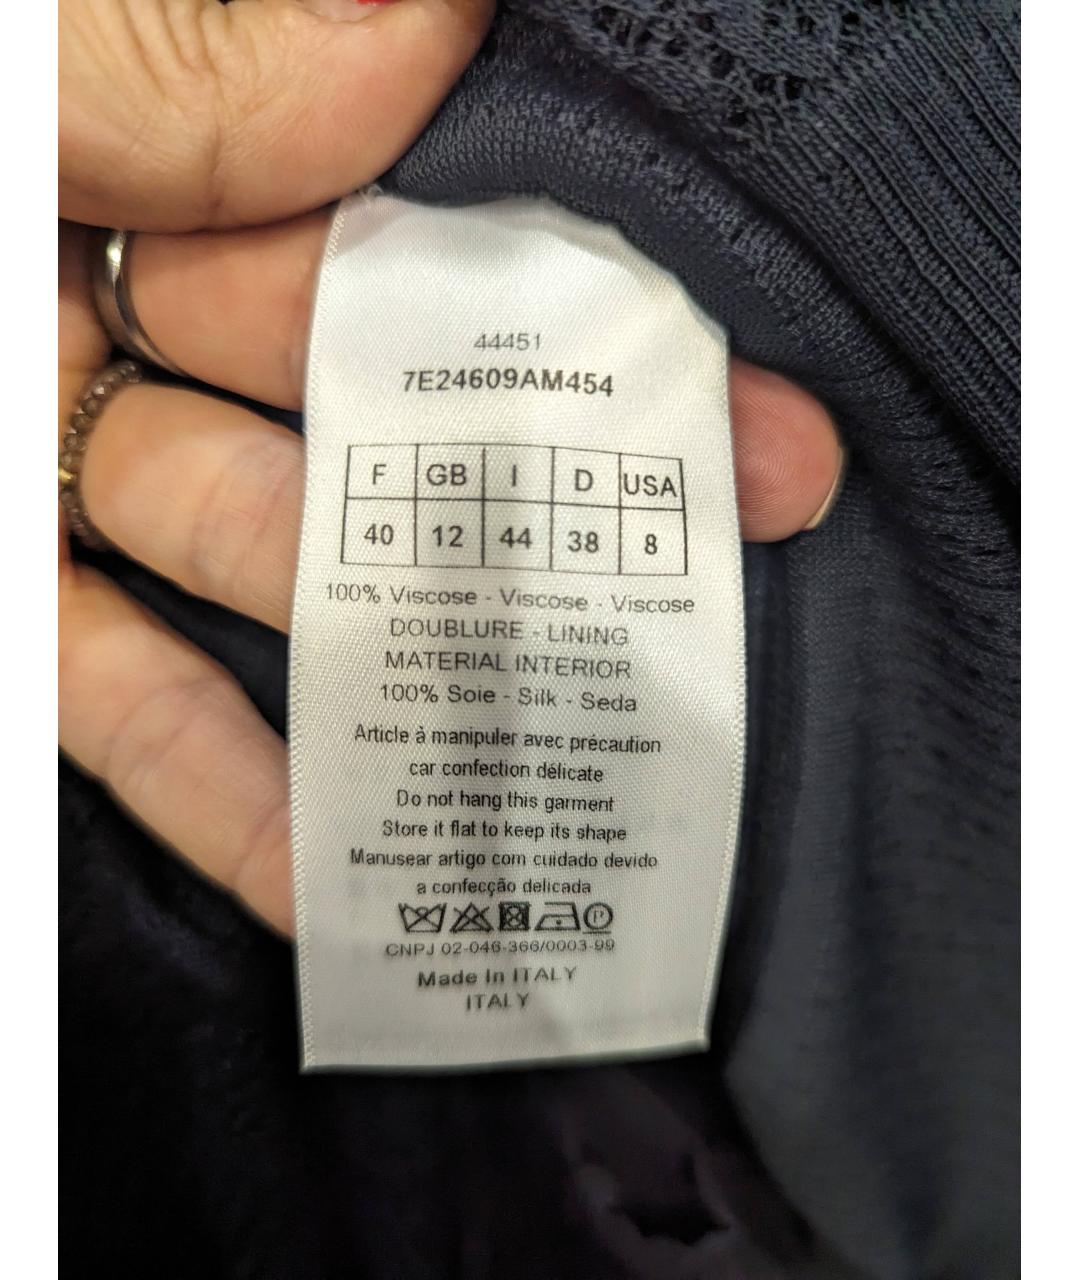 44451
7E24609AM454
F GB I D USA
40 12 44 38 8
100% Viscose - Viscose - Viscose
DOUBLURE - LINING
MATERIAL INTERIOR
100% Soie - Silk - Seda
Article à manipuler avec précaution
car confection délicate
Do not hang this garment
Store it flat to keep its shape
Manusear artigo com cuidado devido
a confecção delicada
P
CNPJ 02-046-366/0003-99
Made In ITALY
ITALY